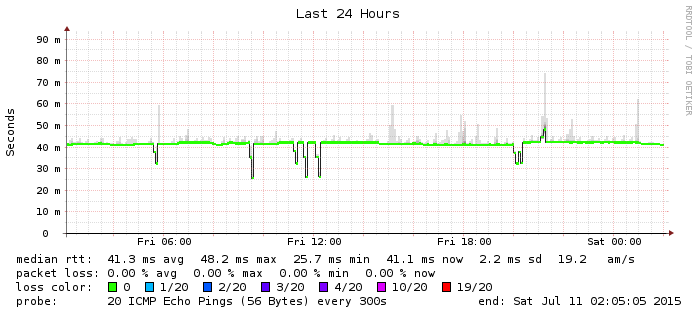 Last 24 Hours
RRDTOOL / TOBI OETIKER
Seconds
90 m
80 m
70 m
60 m
50 m
40 m
30 m
20 m
10 m
0
Fri 06:00 Fri 12:00 Fri 18:00 Sat 00:00
median rtt: 41.3 ms avg 48.2 ms max 25.7 ms min 41.1 ms now 2.2 ms sd 19.2 am/s
packet loss: 0.00 % avg 0.00 % max 0.00 % min 0.00 % now
loss color: 0 1/20 2/20 3/20 4/20 10/20 19/20
probe: 20 ICMP Echo Pings (56 Bytes) every 300s end: Sat Jul 11 02:05:05 2015